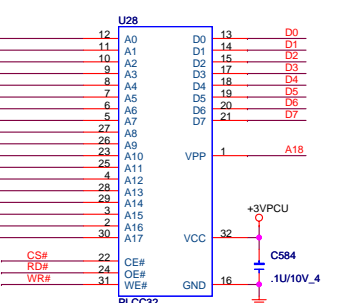 U28
12 A0 D0 13 D0
11 A1 D1 14 D1
10 A2 D2 15 D2
9 A3 D3 17 D3
8 A4 D4 18 D4
7 A5 D5 19 D5
6 A6 D6 20 D6
5 A7 D7 21 D7
27 A8
26 A9
23 A10 VPP 1 A18
25 A11
4 A12
28 A13
29 A14
3 A15
2 A16
30 A17 VCC 32
+3VPCU
CS# 22 CE#
RD# 24 OE#
WR# 31 WE# GND 16
C584
.1U/10V_4
PLCC32